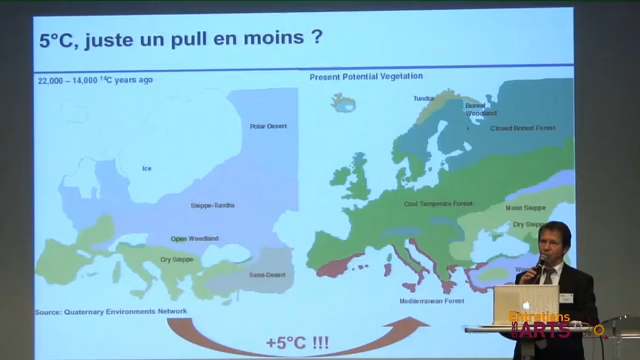 5°C, juste un pull en moins ?
22,000 – 14,000 ¹⁴C years ago
Present Potential Vegetation
Polar Desert
Ice
Steppe-Tundra
Open Woodland
Dry Steppe
Semi-Desert
Tundra
Boreal
Woodland
Closed Boreal Forest
Cool Temperate Forest
Moist Steppe
Dry Steppe
Mediterranean Forest
Source: Quaternary Environments Network
+5°C !!!
Entretiens
ARTS